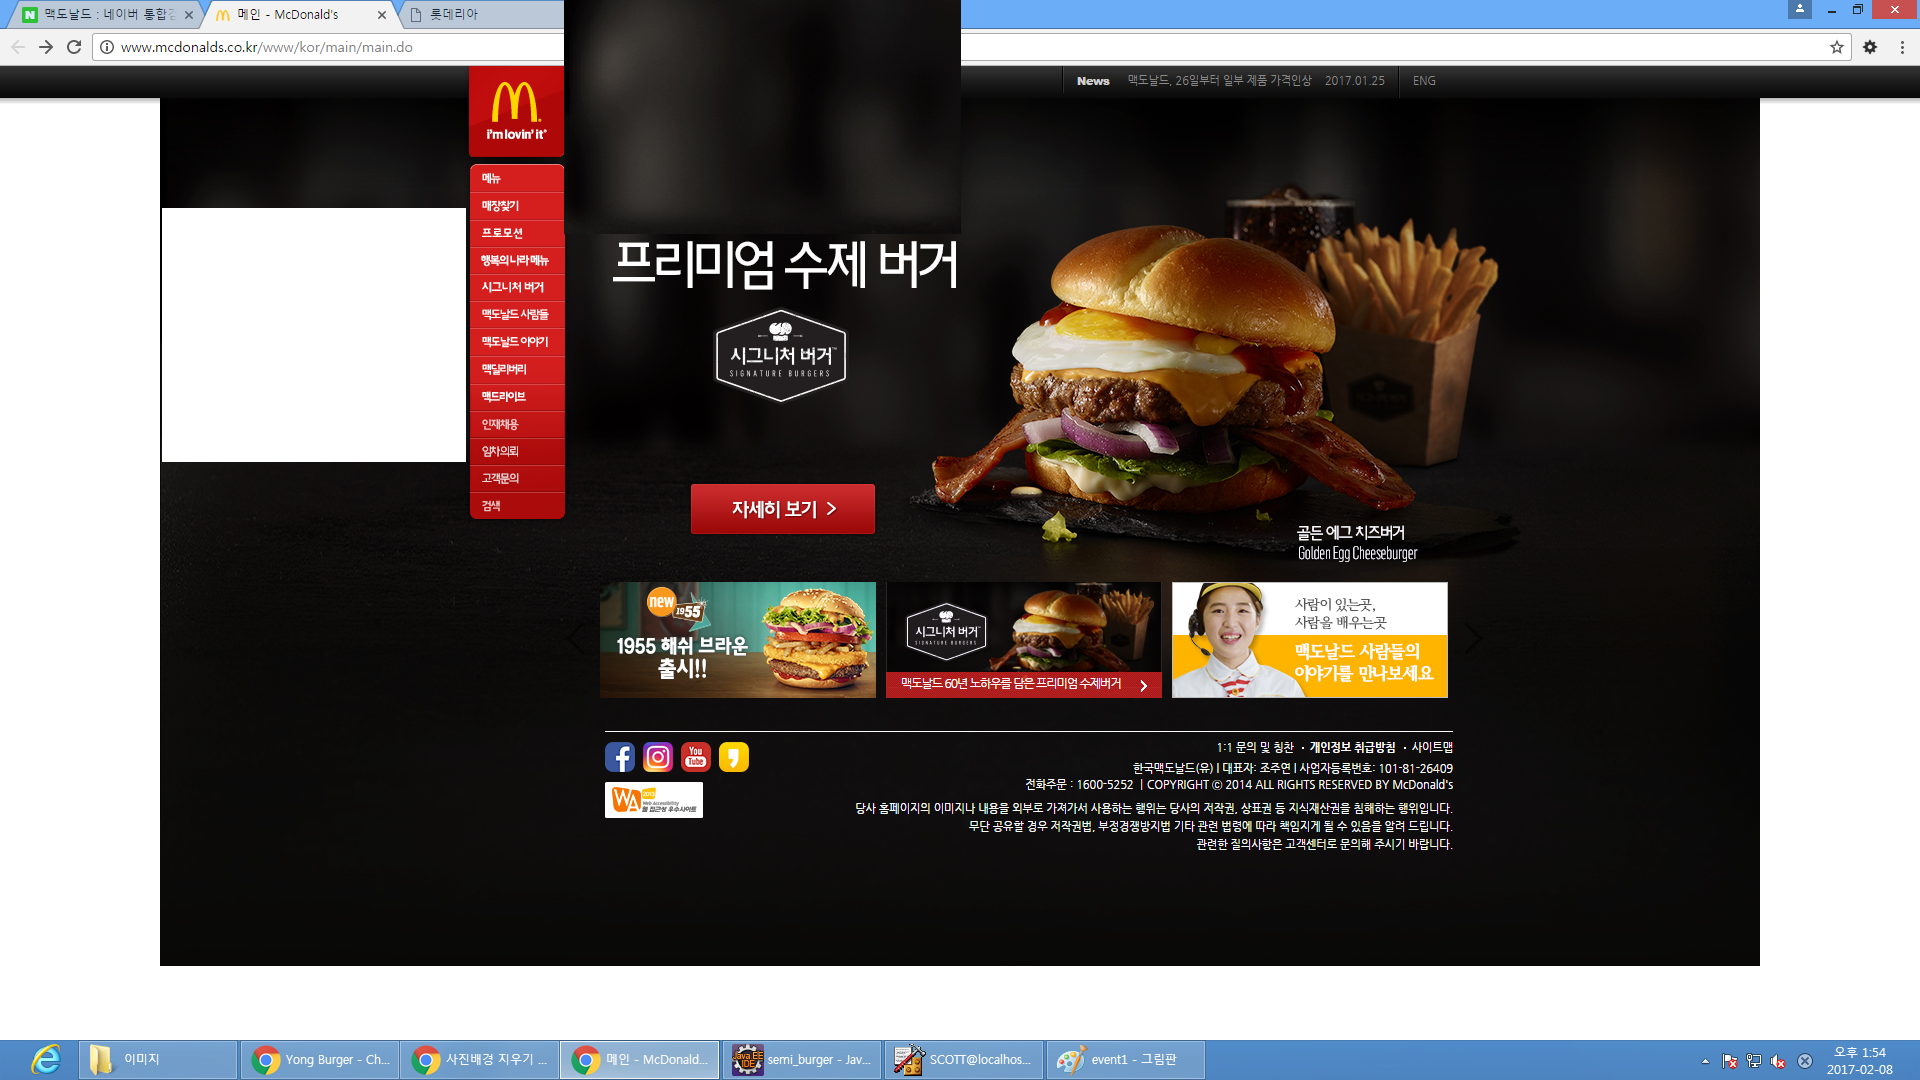 맥도날드 : 네이버 통합검
메인 - McDonald's
롯데리아
www.mcdonalds.co.kr/www/kor/main/main.do
News 맥도날드, 26일부터 일부 제품 가격인상 2017.01.25 ENG
i'm lovin' it
메뉴
매장찾기
프로모션
행복의 나라 메뉴
시그니처 버거
맥도날드 사람들
맥도날드 이야기
맥딜리버리
맥드라이브
인재채용
임차의뢰
고객문의
검색
프리미엄 수제 버거
시그니처 버거™
SIGNATURE BURGERS
자세히 보기 >
골든 에그 치즈버거
Golden Egg Cheeseburger
new 1955
1955 해쉬 브라운
출시!!
시그니처 버거
SIGNATURE BURGERS
맥도날드 60년 노하우를 담은 프리미엄 수제버거
사람이 있는곳,
사람을 배우는곳
맥도날드 사람들의
이야기를 만나보세요
You Tube
1:1 문의 및 칭찬 · 개인정보 취급방침 · 사이트맵
한국맥도날드(유) | 대표자: 조주연 | 사업자등록번호: 101-81-26409
전화주문 : 1600-5252 | COPYRIGHT ⓒ 2014 ALL RIGHTS RESERVED BY McDonald's
WA 2013 Web Accessibility
웹 접근성 우수사이트
당사 홈페이지의 이미지나 내용을 외부로 가져가서 사용하는 행위는 당사의 저작권, 상표권 등 지식재산권을 침해하는 행위입니다.
무단 공유할 경우 저작권법, 부정경쟁방지법 기타 관련 법령에 따라 책임지게 될 수 있음을 알려 드립니다.
관련한 질의사항은 고객센터로 문의해 주시기 바랍니다.
이미지
Yong Burger - Ch...
사진배경 지우기 ...
메인 - McDonald...
Java EE IDE
semi_burger - Jav...
SCOTT@localhos...
event1 - 그림판
오후 1:54
2017-02-08